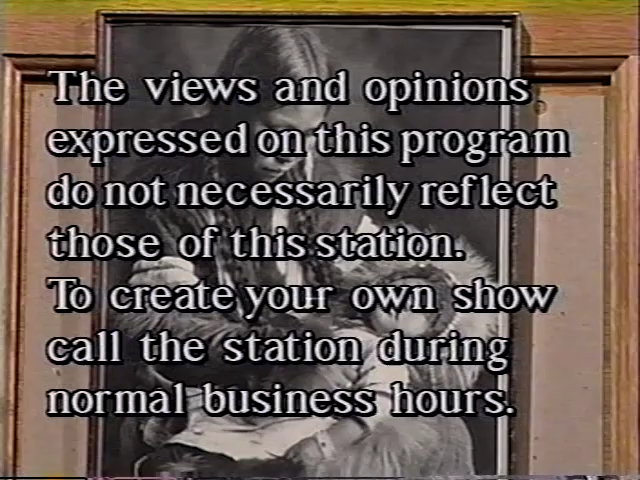 The views and opinions
expressed on this program
do not necessarily reflect
those of this station.
To create your own show
call the station during
normal business hours.